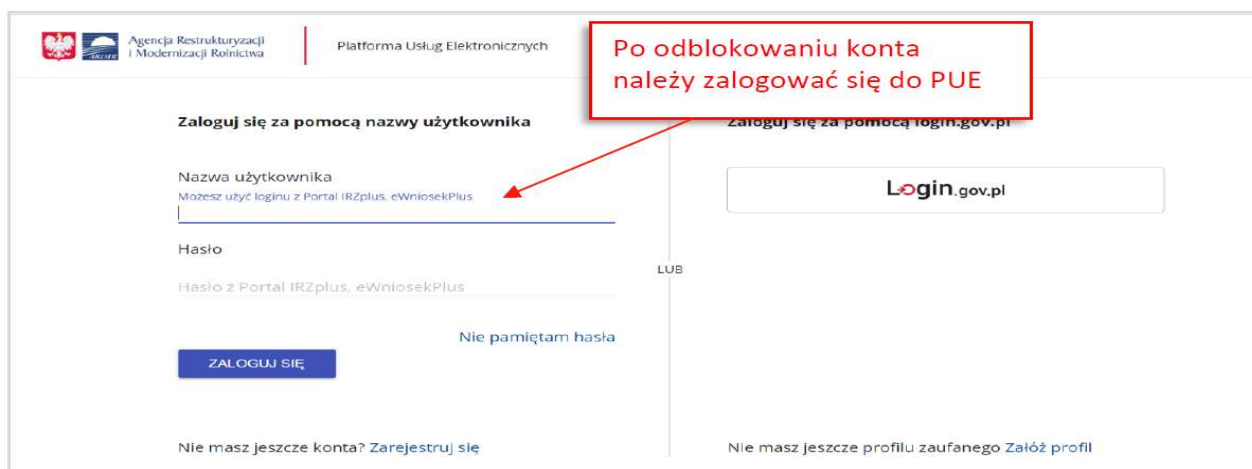 Agencja Restrukturyzacji
i Modernizacji Rolnictwa
Platforma Usług Elektronicznych
Po odblokowaniu konta
należy zalogować się do PUE
Zaloguj się za pomocą nazwy użytkownika
Nazwa użytkownika
Możesz użyć loginu z Portal IRZplus, eWniosekPlus
Hasło
Hasło z Portal IRZplus, eWniosekPlus
Nie pamiętam hasła
ZALOGUJ SIĘ
Nie masz jeszcze konta? Zarejestruj się
LUB
Zaloguj się za pomocą login.gov.pl
Login.gov.pl
Nie masz jeszcze profilu zaufanego Załóż profil